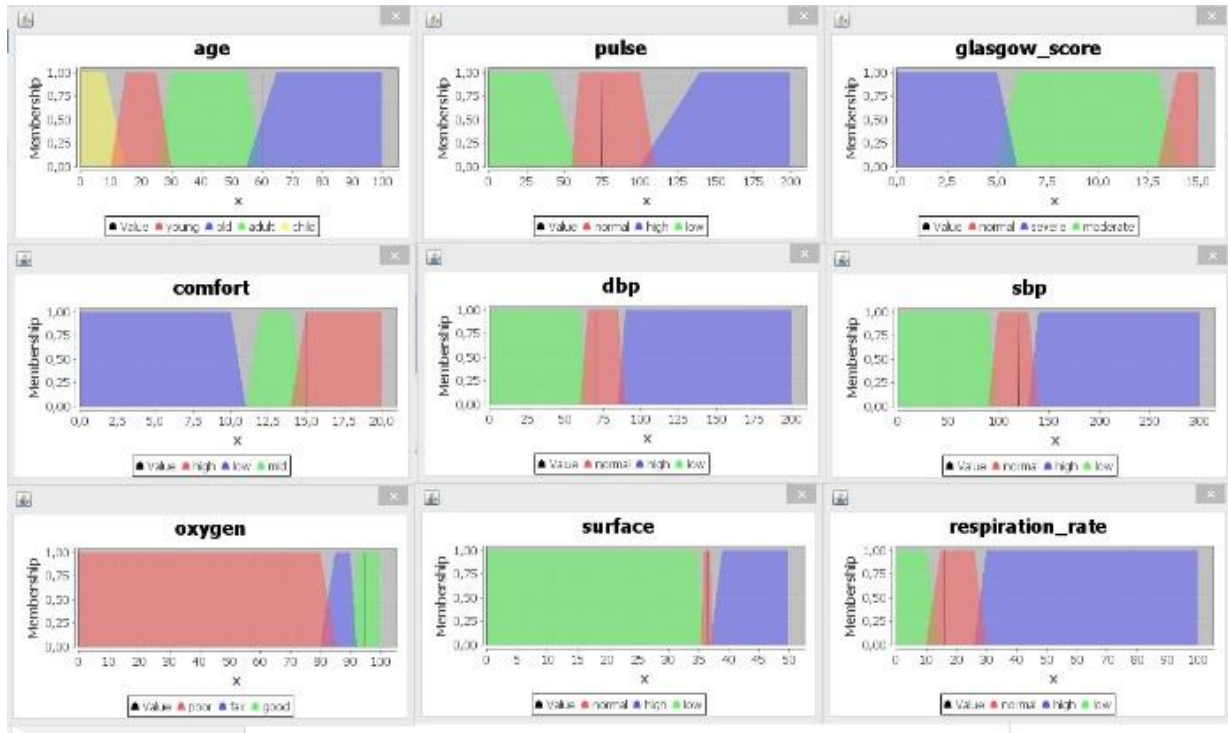 age
Membership
1,00
0,75
0,50
0,25
0,00
0 10 20 30 40 50 60 70 80 90 100
x
Value young old adult child
pulse
Membership
1,00
0,75
0,50
0,25
0,00
0 25 50 75 100 125 150 175 200
x
Value normal high low
glasgow_score
Membership
1,00
0,75
0,50
0,25
0,00
0,0 2,5 5,0 7,5 10,0 12,5 15,0
x
Value normal severe moderate
comfort
Membership
1,00
0,75
0,50
0,25
0,00
0,0 2,5 5,0 7,5 10,0 12,5 15,0 17,5 20,0
x
Value high low mid
dbp
Membership
1,00
0,75
0,50
0,25
0,00
0 25 50 75 100 125 150 175 200
x
Value normal high low
sbp
Membership
1,00
0,75
0,50
0,25
0,00
0 50 100 150 200 250 300
x
Value normal high low
oxygen
Membership
1,00
0,75
0,50
0,25
0,00
0 10 20 30 40 50 60 70 80 90 100
x
Value poor fair good
surface
Membership
1,00
0,75
0,50
0,25
0,00
0 5 10 15 20 25 30 35 40 45 50
x
Value normal high low
respiration_rate
Membership
1,00
0,75
0,50
0,25
0,00
0 10 20 30 40 50 60 70 80 90 100
x
Value normal high low